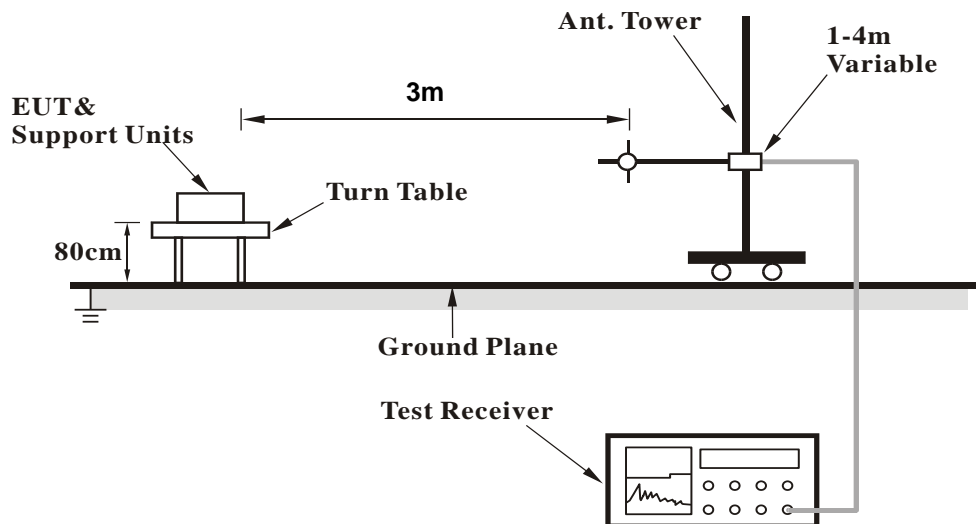 Ant. Tower
1-4m
Variable
3m
EUT&
Support Units
Turn Table
80cm
Ground Plane
Test Receiver